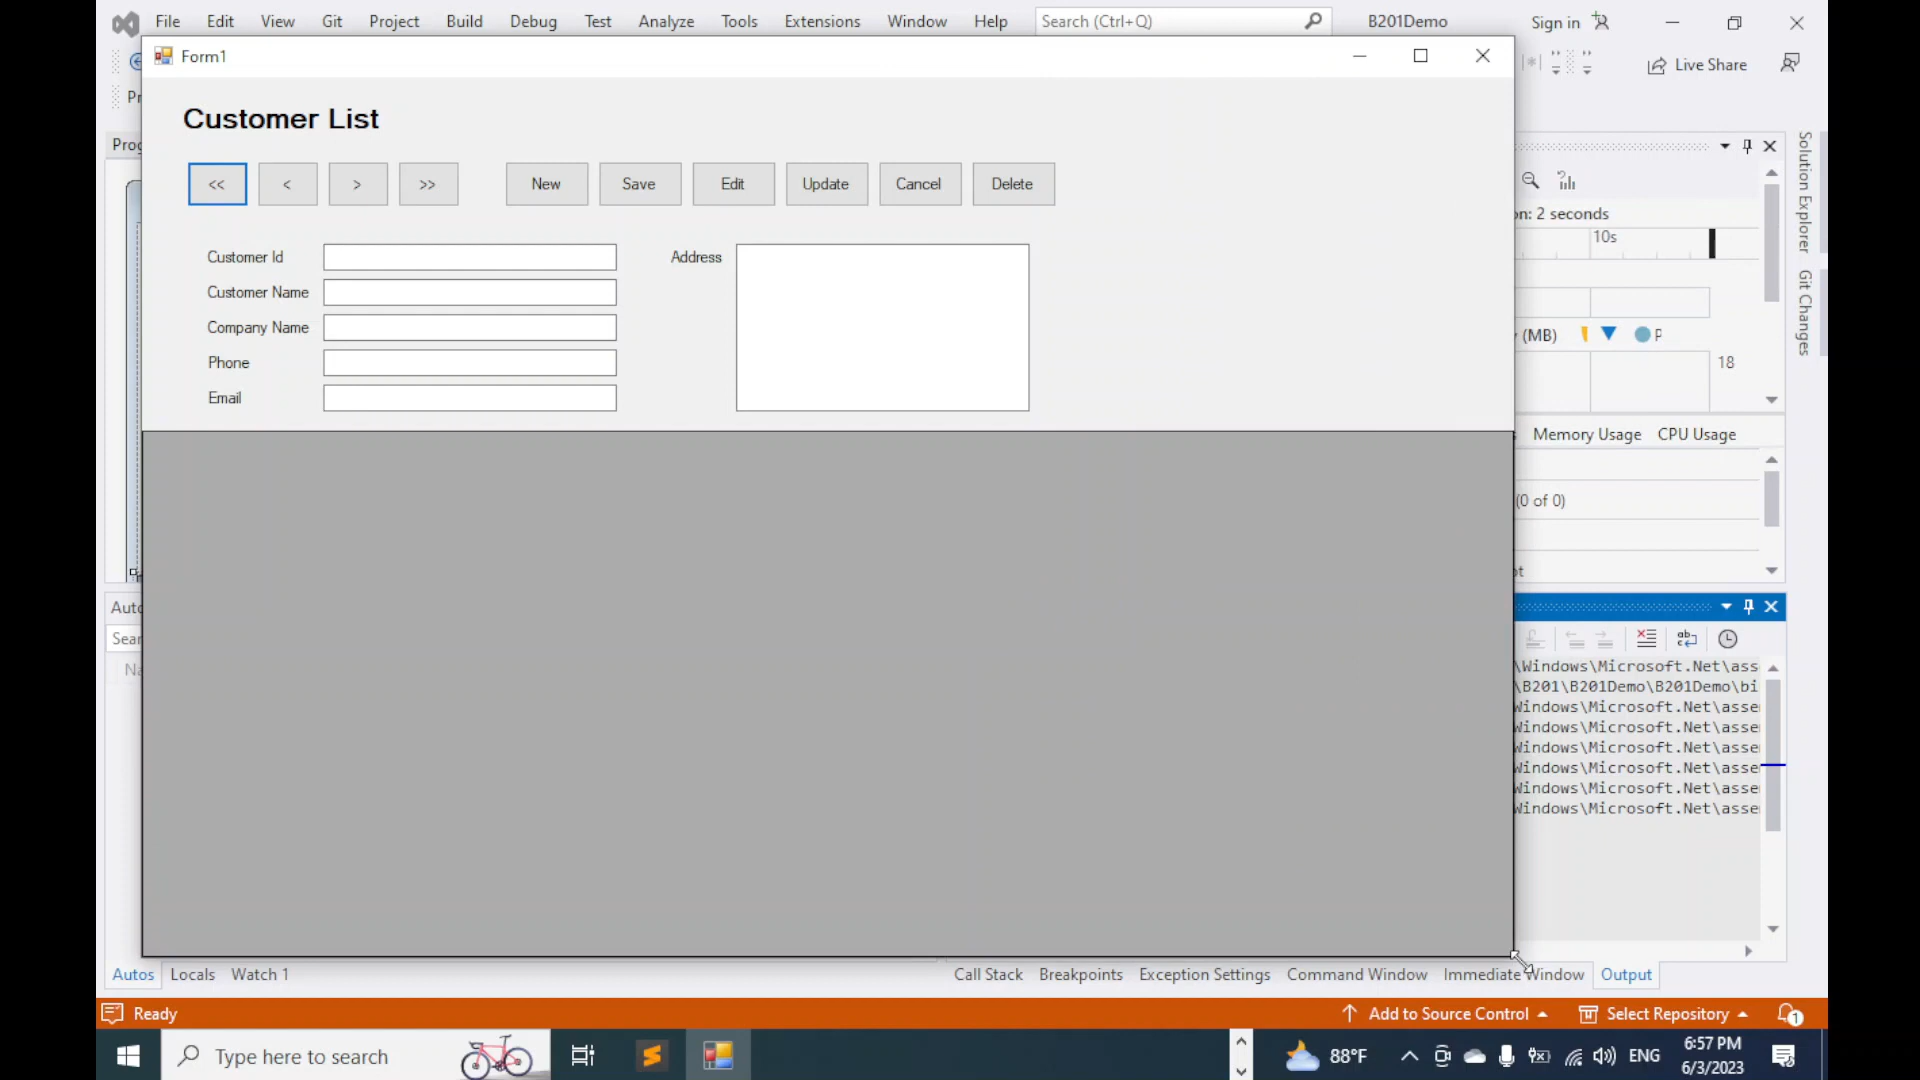 File Edit View Git Project Build Debug Test Analyze Tools Extensions Window Help Search (Ctrl+Q) B201Demo Sign in
Form1
Live Share
Customer List
<< < > >> New Save Edit Update Cancel Delete
Customer Id
Customer Name
Company Name
Phone
Email
Address
on: 2 seconds
10s
(MB)
18
Memory Usage CPU Usage
(0 of 0)
Solution Explorer
Git Changes
\Windows\Microsoft.Net\asse
\B201\B201Demo\B201Demo\bi
Windows\Microsoft.Net\asse
Windows\Microsoft.Net\asse
Windows\Microsoft.Net\asse
Windows\Microsoft.Net\asse
Windows\Microsoft.Net\asse
Windows\Microsoft.Net\asse
Autos Locals Watch 1 Call Stack Breakpoints Exception Settings Command Window Immediate Window Output
Ready Add to Source Control Select Repository 1
Type here to search 88°F ENG 6:57 PM
6/3/2023